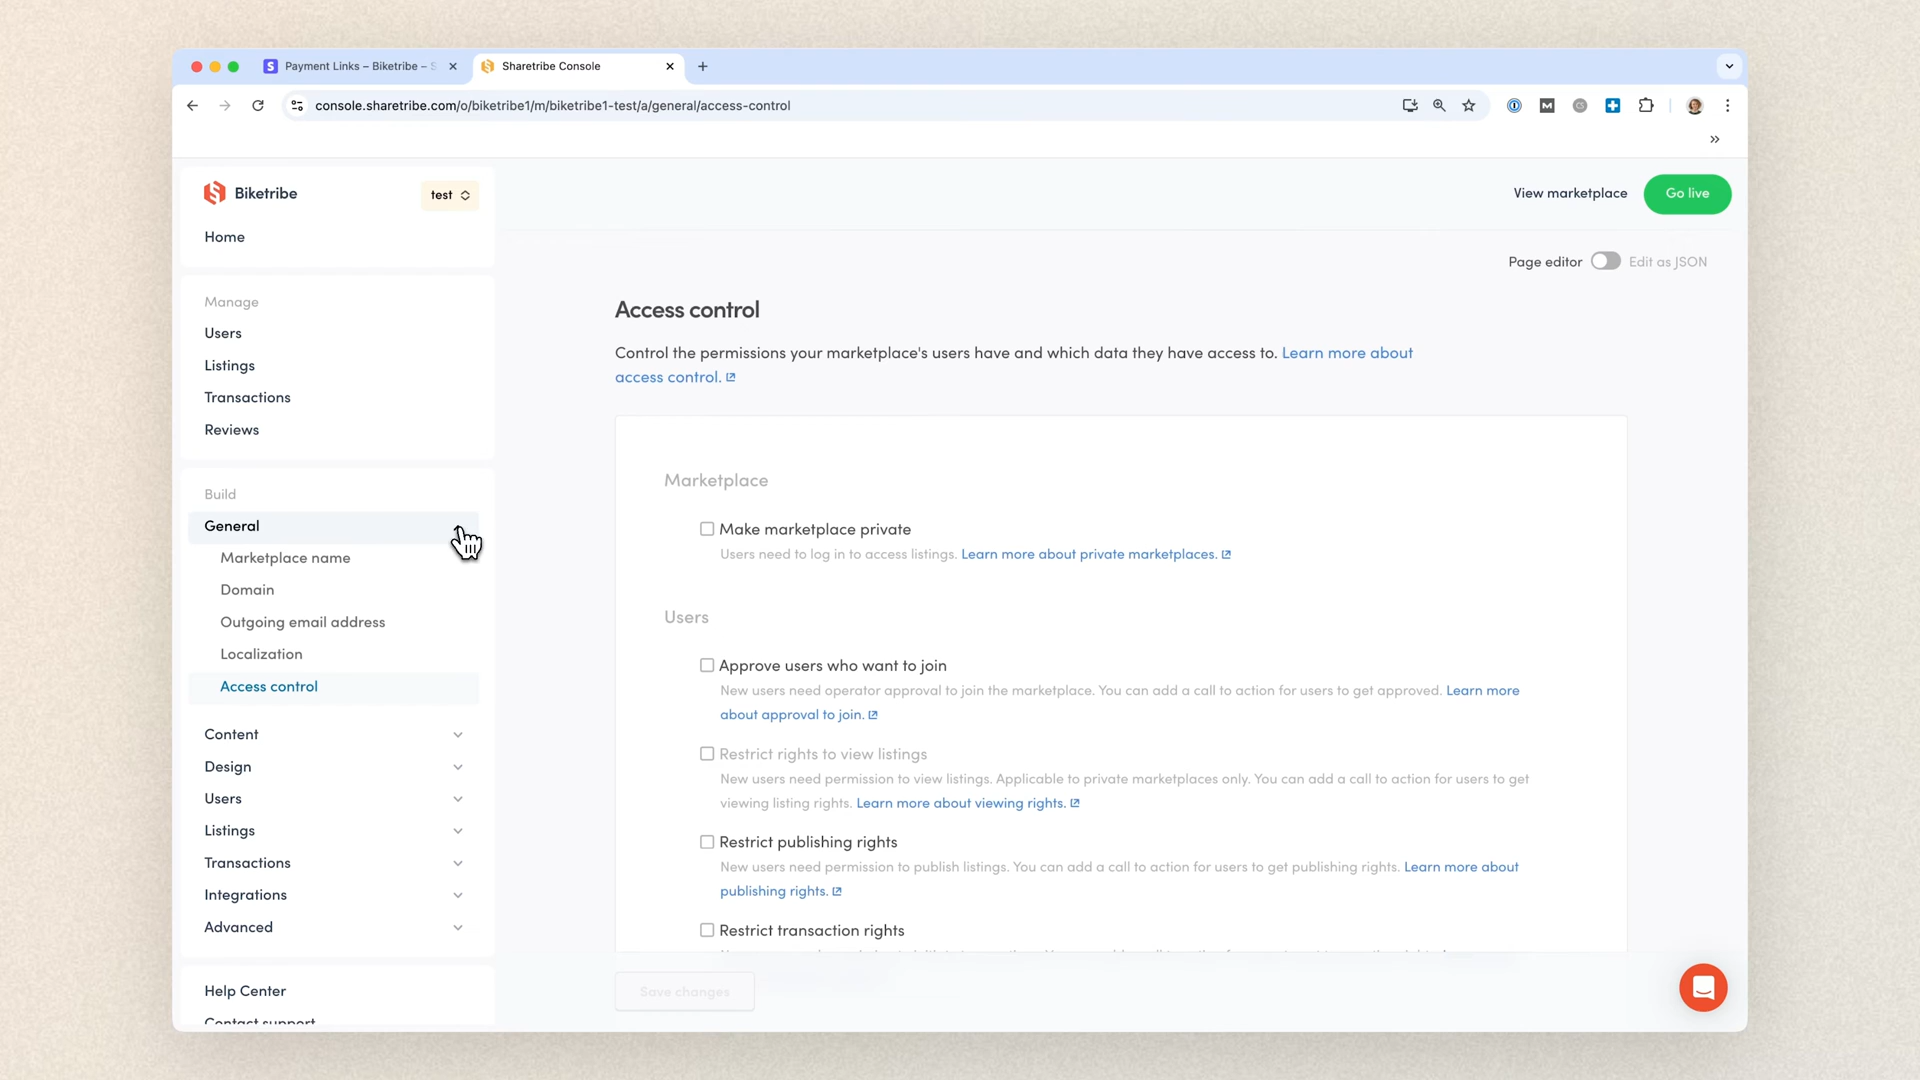 Payment Links – Biketribe – S
Sharetribe Console
console.sharetribe.com/o/biketribe1/m/biketribe1-test/a/general/access-control
Biketribe
test
View marketplace
Go live
Home
Page editor
Edit as JSON
Manage
Users
Listings
Transactions
Reviews
Access control
Control the permissions your marketplace's users have and which data they have access to. Learn more about
access control.
Build
General
Marketplace name
Domain
Outgoing email address
Localization
Access control
Content
Design
Users
Listings
Transactions
Integrations
Advanced
Help Center
Contact support
Marketplace
Make marketplace private
Users need to log in to access listings. Learn more about private marketplaces.
Users
Approve users who want to join
New users need operator approval to join the marketplace. You can add a call to action for users to get approved. Learn more
about approval to join.
Restrict rights to view listings
New users need permission to view listings. Applicable to private marketplaces only. You can add a call to action for users to get
viewing listing rights. Learn more about viewing rights.
Restrict publishing rights
New users need permission to publish listings. You can add a call to action for users to get publishing rights. Learn more about
publishing rights.
Restrict transaction rights
Save changes